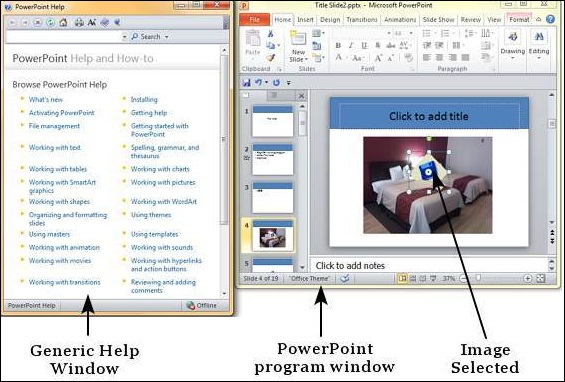 PowerPoint Help
Search
PowerPoint Help and How-to
Browse PowerPoint Help
What's new
Installing
Activating PowerPoint
Getting help
File management
Getting started with PowerPoint
Working with text
Spelling, grammar, and thesaurus
Working with tables
Working with charts
Working with SmartArt graphics
Working with pictures
Working with shapes
Working with WordArt
Organizing and formatting slides
Using themes
Using masters
Using templates
Working with animation
Working with sounds
Working with movies
Working with hyperlinks and action buttons
Working with transitions
Reviewing and adding comments
PowerPoint Help
Offline
Title Slide2.pptx - Microsoft PowerPoint
File
Home
Insert
Design
Transitions
Animations
Slide Show
Review
View
Format
Paste
New Slide
Drawing
Editing
Clipboard
Slides
Font
Paragraph
1
2
3
4
5
Click to add title
Click to add notes
Slide 4 of 19
"Office Theme"
37%
Generic Help
Window
PowerPoint
program window
Image
Selected